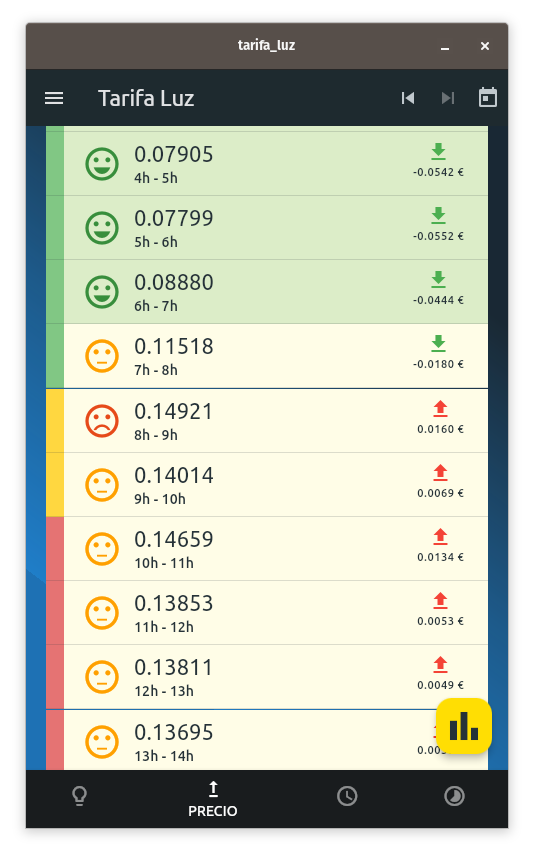 tarifa_luz
Tarifa Luz
0.07905
4h - 5h
-0.0542 €
0.07799
5h - 6h
-0.0552 €
0.08880
6h - 7h
-0.0444 €
0.11518
7h - 8h
-0.0180 €
0.14921
8h - 9h
0.0160 €
0.14014
9h - 10h
0.0069 €
0.14659
10h - 11h
0.0134 €
0.13853
11h - 12h
0.0053 €
0.13811
12h - 13h
0.0049 €
0.13695
13h - 14h
PRECIO